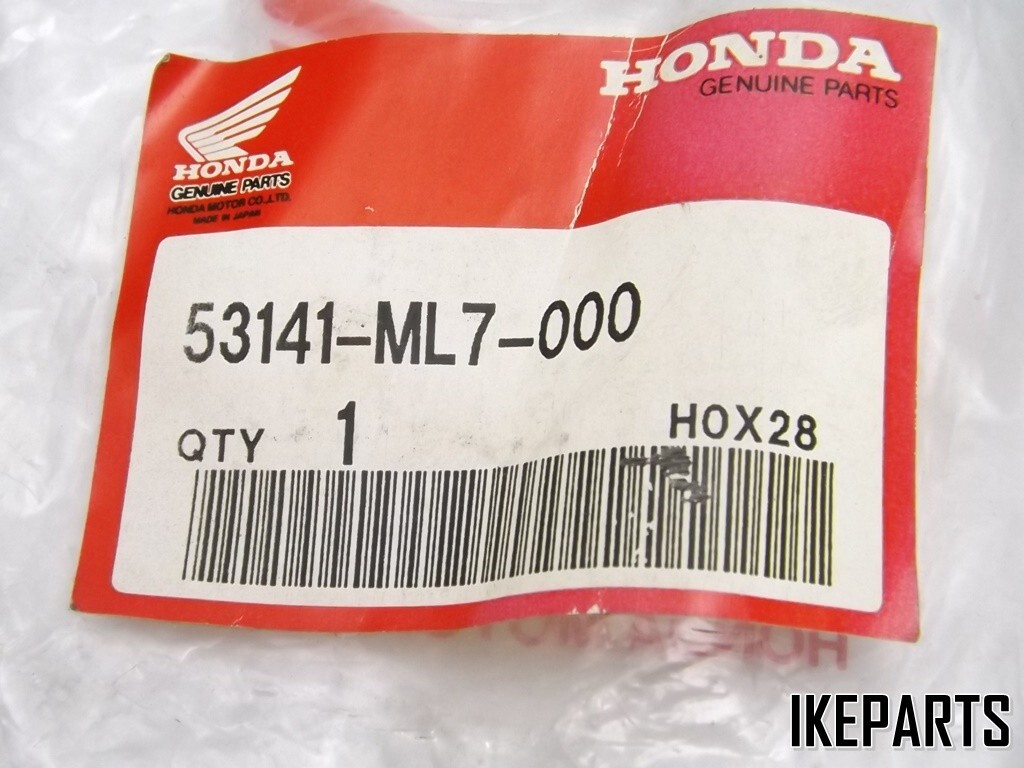 HONDA
GENUINE PARTS
HONDA
GENUINE PARTS
HONDA MOTOR CO.,LTD.
MADE IN JAPAN
53141-ML7-000
QTY 1
HOX28
IKEPARTS